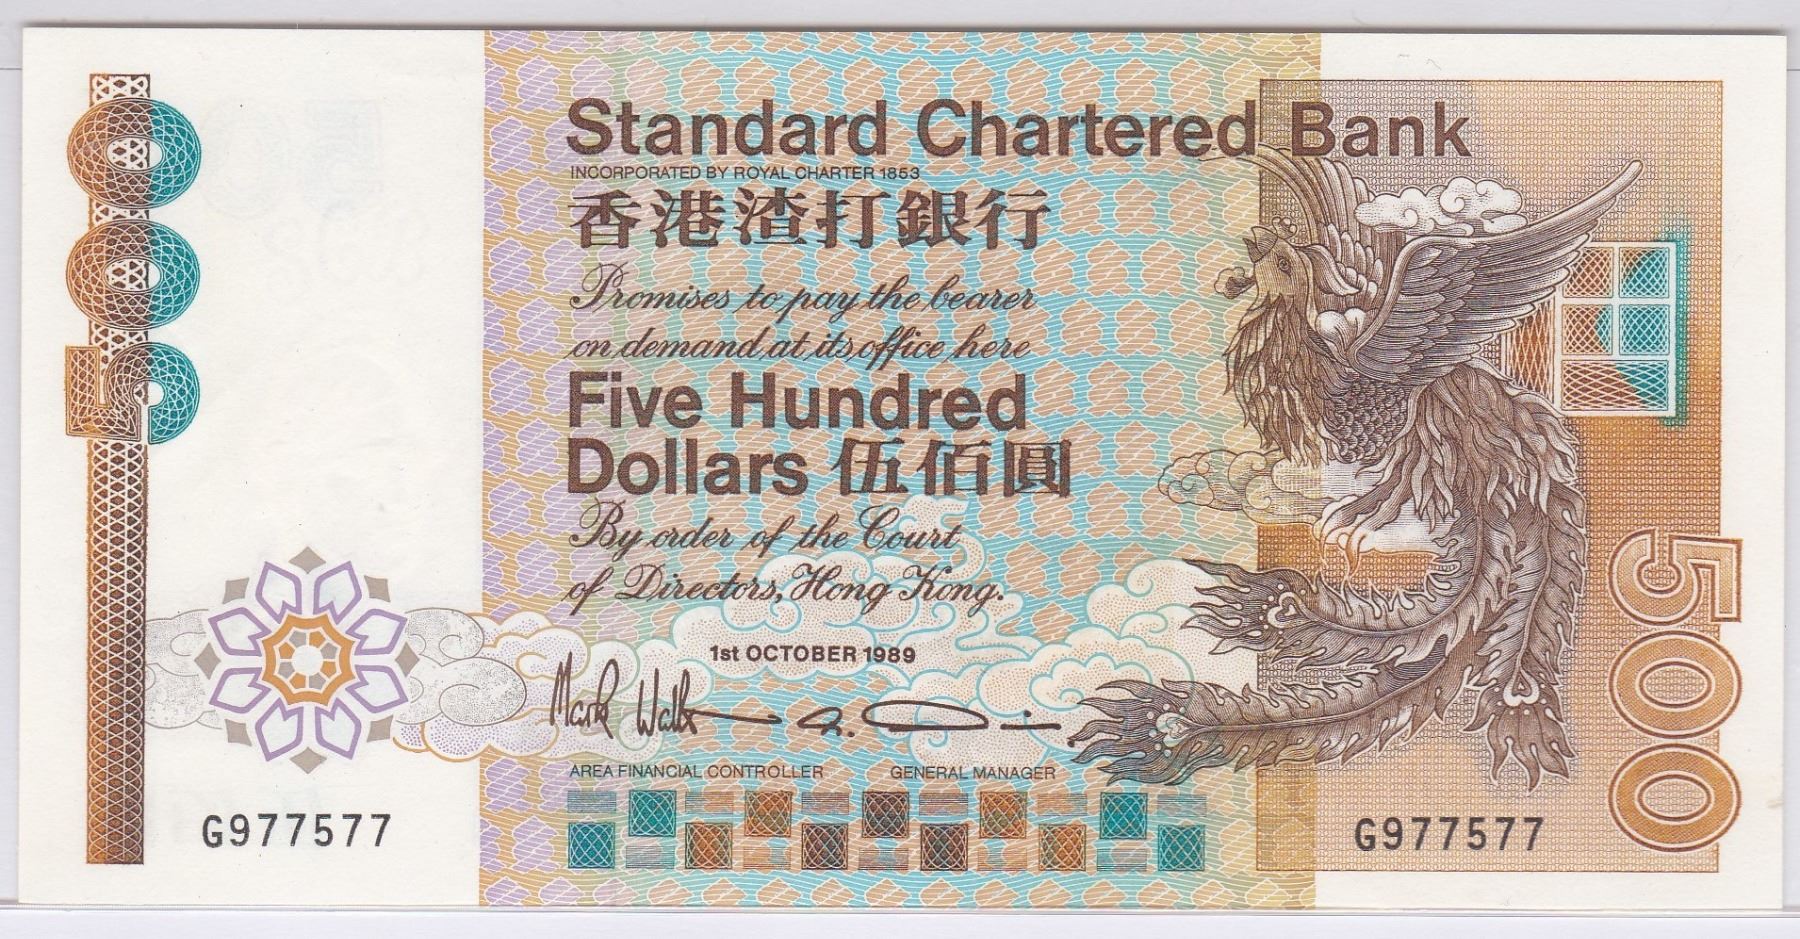 500
Standard Chartered Bank
INCORPORATED BY ROYAL CHARTER 1853
香港渣打銀行
Promises to pay the bearer
on demand at its office here
Five Hundred
Dollars 伍佰圓
By order of the Court
of Directors, Hong Kong.
1st OCTOBER 1989
AREA FINANCIAL CONTROLLER GENERAL MANAGER
G977577 G977577
500